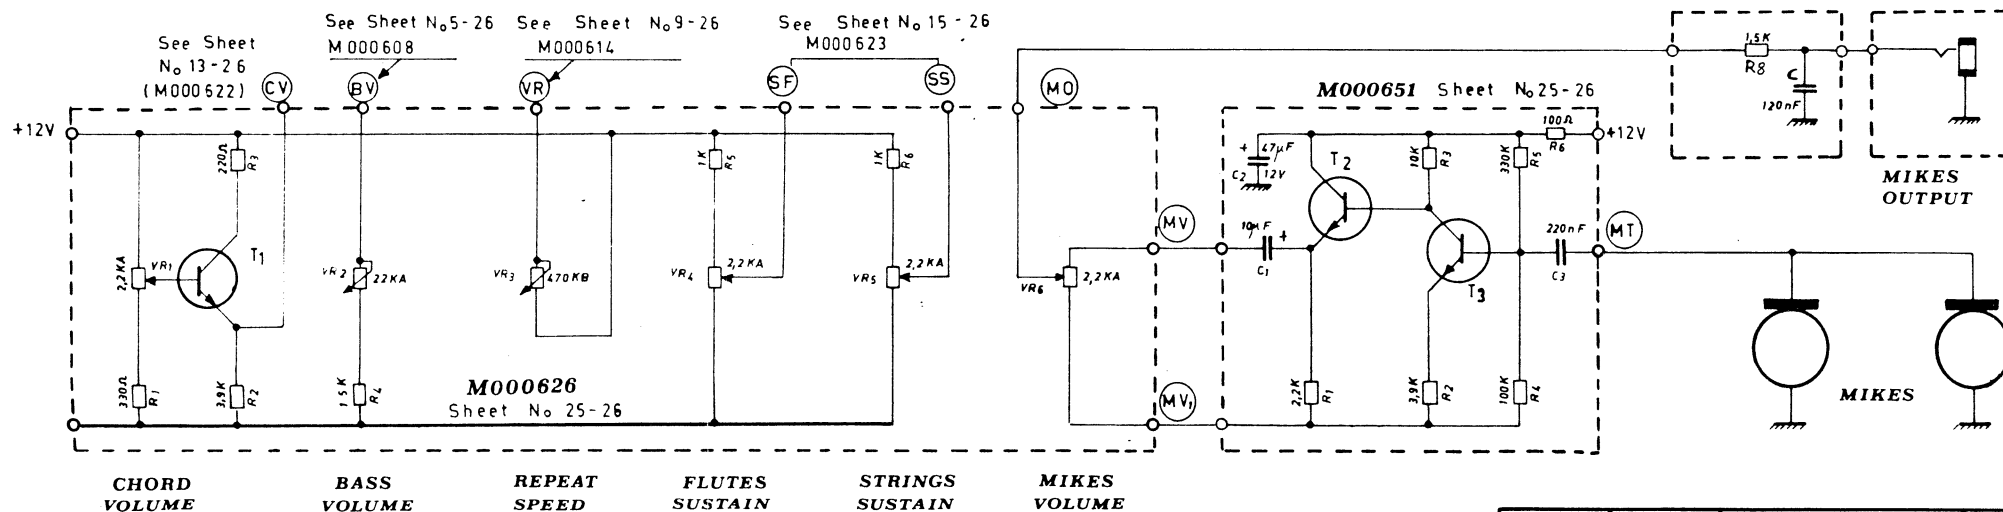 See Sheet No 5-26
M000608
See Sheet No 9-26
M000614
See Sheet No 15-26
M000623
See Sheet
No 13-26
(M000622)
CV
BV
VR
SF
SS
MO
M000651 Sheet No 25-26
1,5K
R8
C
120nF
MIKES
OUTPUT
+12V
220Ω
R3
1K
R5
1K
R6
+ 47µF
C2 12V
T2
10K
R3
330K
R5
100Ω
R6
+12V
T1
2,2KA
VR1
VR2
22KA
VR3
470KB
VR4
2,2KA
VR5
2,2KA
VR6
2,2KA
MV
10µF +
C1
T3
220nF
C3
MT
330Ω
R1
3,9K
R2
1 5K
R4
M000626
Sheet No 25-26
MV1
2,2K
R1
3,9K
R2
100K
R4
MIKES
CHORD
VOLUME
BASS
VOLUME
REPEAT
SPEED
FLUTES
SUSTAIN
STRINGS
SUSTAIN
MIKES
VOLUME